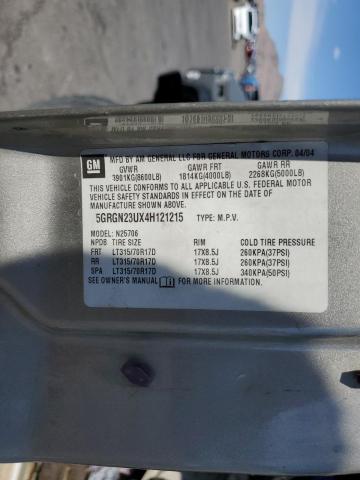 GM
MFD BY AM GENERAL LLC FOR GENERAL MOTORS CORP. 04/04
GVWR GAWR FRT GAWR RR
3901KG(8600LB) 1814KG(4000LB) 2268KG(5000LB)
THIS VEHICLE CONFORMS TO ALL APPLICABLE U.S. FEDERAL MOTOR
VEHICLE SAFETY STANDARDS IN EFFECT ON THE DATE OF
MANUFACTURE SHOWN ABOVE.
5GRGN23UX4H121215 TYPE: M.P.V.
MODEL: N25706
NPDB TIRE SIZE RIM COLD TIRE PRESSURE
FRT LT315/70R17D 17X8.5J 260KPA(37PSI)
RR LT315/70R17D 17X8.5J 260KPA(37PSI)
SPA LT315/70R17D 17X8.5J 340KPA(50PSI)
SEE OWNER'S MANUAL FOR MORE INFORMATION.